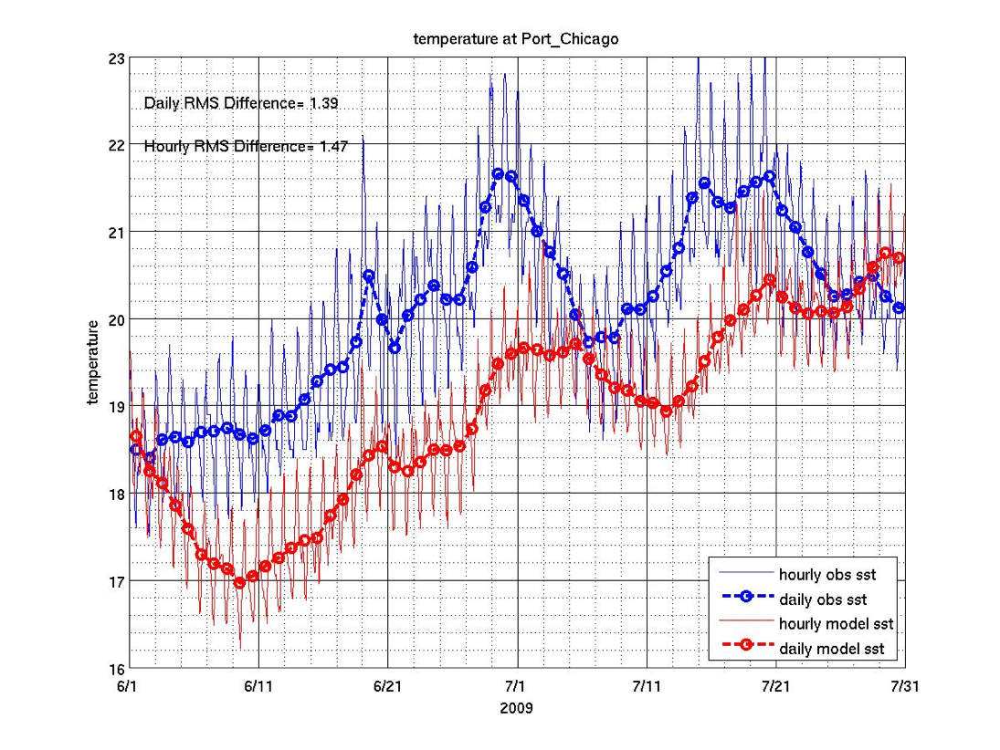 temperature at Port_Chicago
23
Daily RMS Difference= 1.39
22
Hourly RMS Difference= 1.47
21
20
temperature
19
18
17
hourly obs sst
daily obs sst
hourly model sst
daily model sst
16
6/1 6/11 6/21 7/1 7/11 7/21 7/31
2009